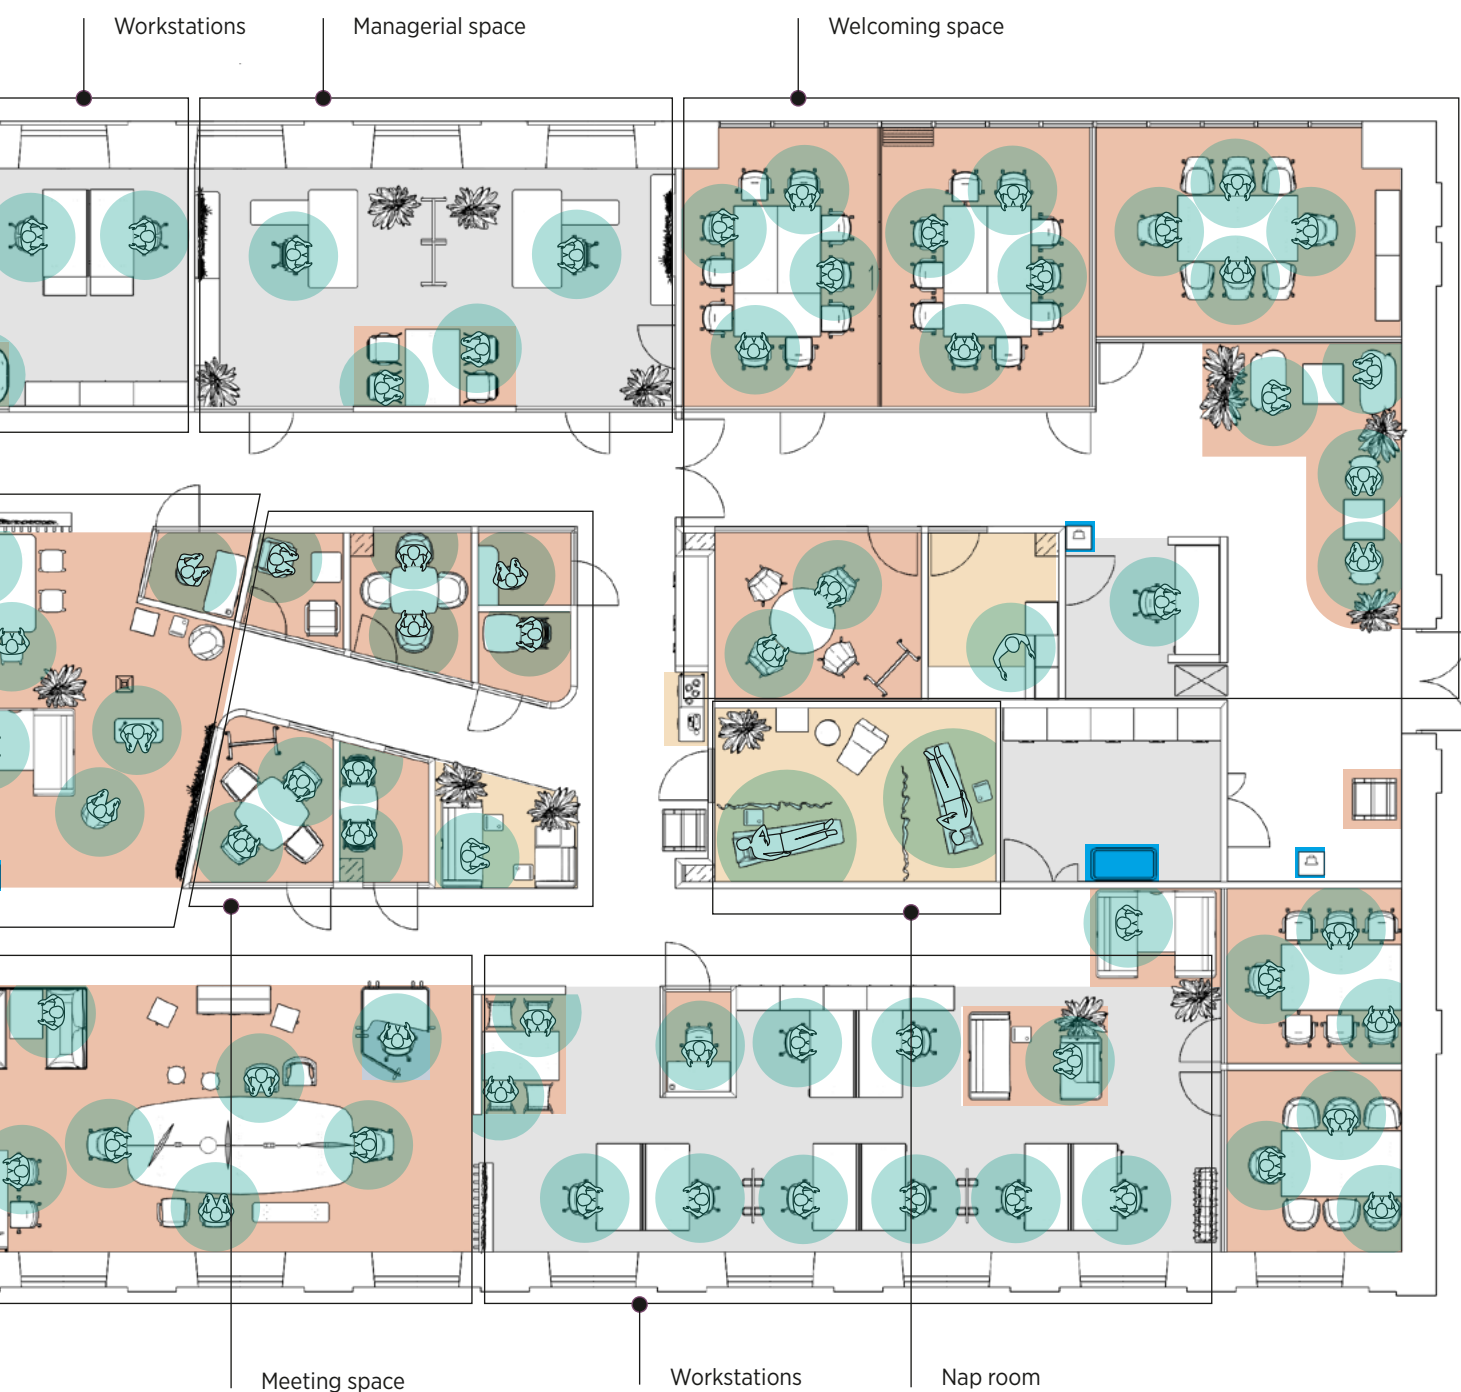 Workstations
Managerial space
Welcoming space
Meeting space
Workstations
Nap room